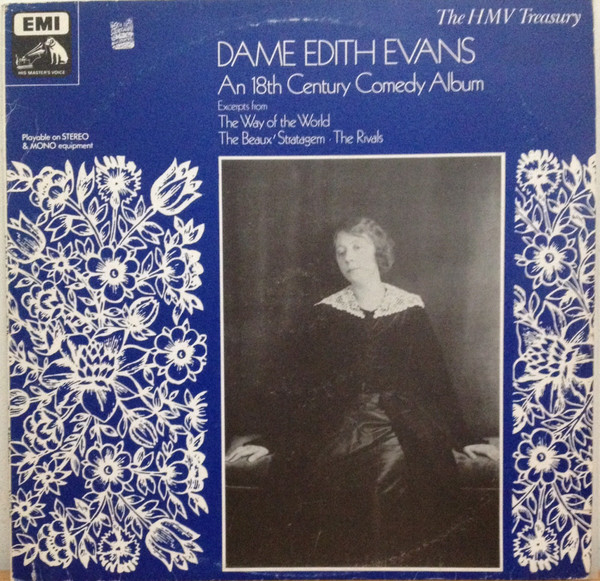 EMI
HIS MASTER'S VOICE
The HMV Treasury
DAME EDITH EVANS
An 18th Century Comedy Album
Excerpts from
The Way of the World
The Beaux' Stratagem · The Rivals
Playable on STEREO
& MONO equipment